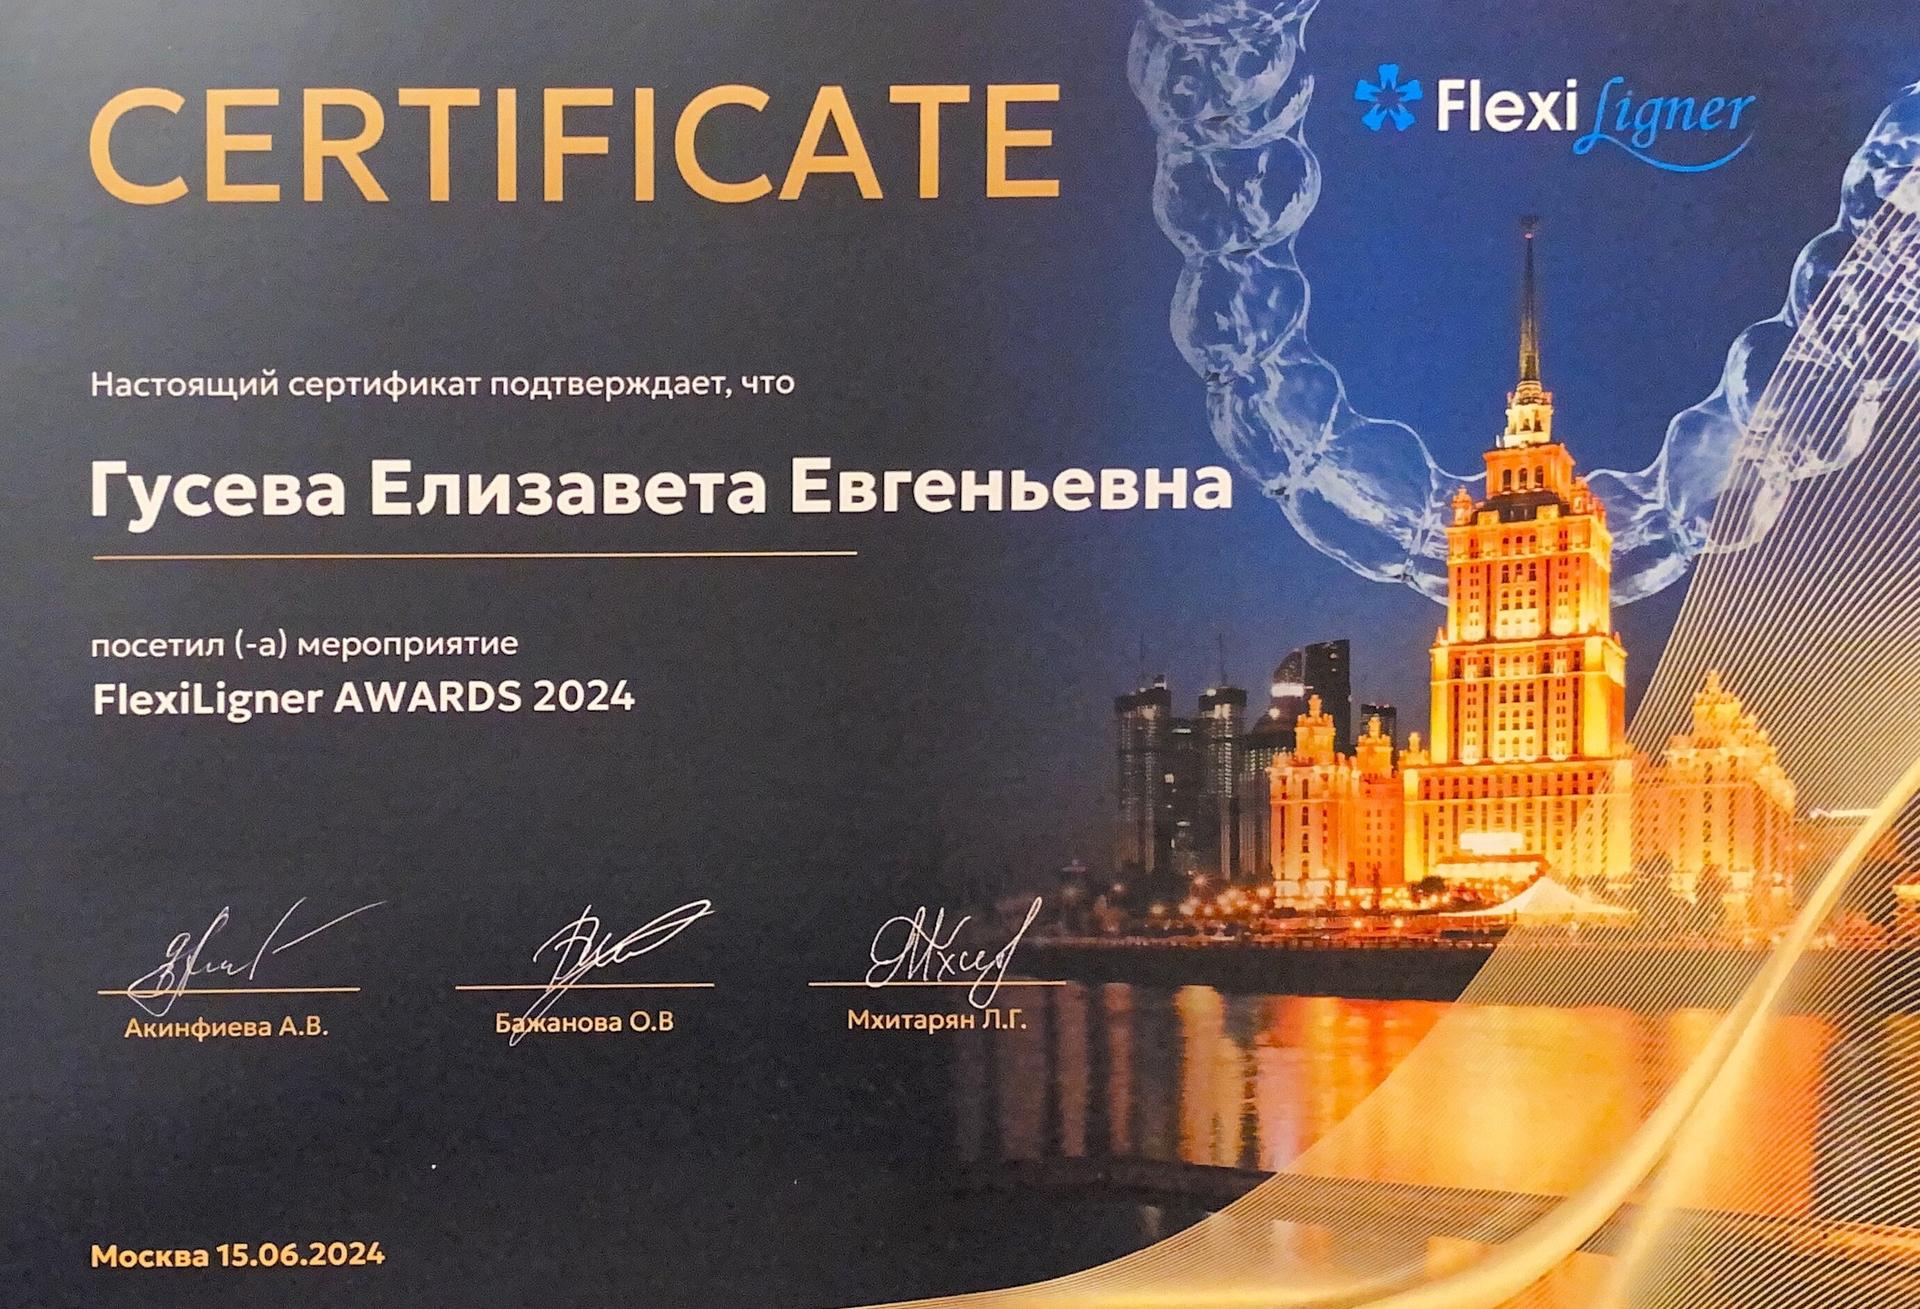 CERTIFICATE
Flexi Ligner
Настоящий сертификат подтверждает, что
Гусева Елизавета Евгеньевна
посетил (-а) мероприятие
FlexiLigner AWARDS 2024
Акинфиева А.В.
Бажанова О.В
Мхитарян Л.Г.
Москва 15.06.2024